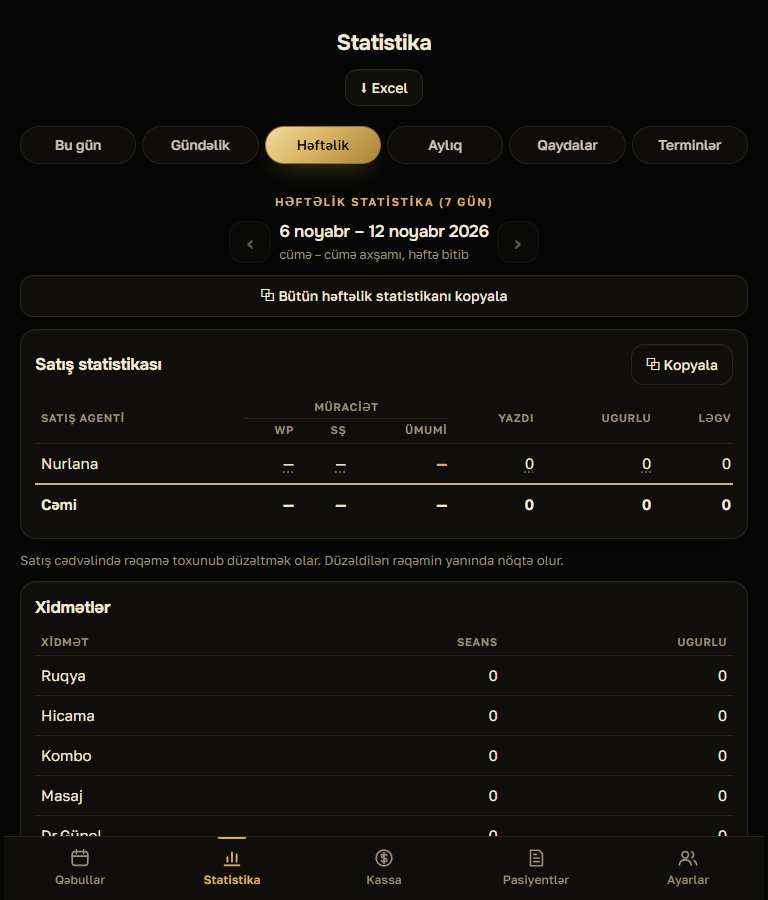 Statistika
⬇ Excel
Bu gün Gündəlik Həftəlik Aylıq Qaydalar Terminlər
HƏFTƏLİK STATİSTİKA (7 GÜN)
‹ 6 noyabr – 12 noyabr 2026 ›
cümə – cümə axşamı, həftə bitib
Bütün həftəlik statistikanı kopyala
Satış statistikası Kopyala
SATIŞ AGENTİ MÜRACİƏT YAZDI UGURLU LƏGV
WP SŞ ÜMUMİ
Nurlana – – – 0 0 0
Cəmi – – – 0 0 0
Satış cədvəlində rəqəmə toxunub düzəltmək olar. Düzəldilən rəqəmin yanında nöqtə olur.
Xidmətlər
XİDMƏT SEANS UGURLU
Ruqya 0 0
Hicama 0 0
Kombo 0 0
Masaj 0 0
Dr.Günel 0 0
Qəbullar Statistika Kassa Pasiyentlər Ayarlar